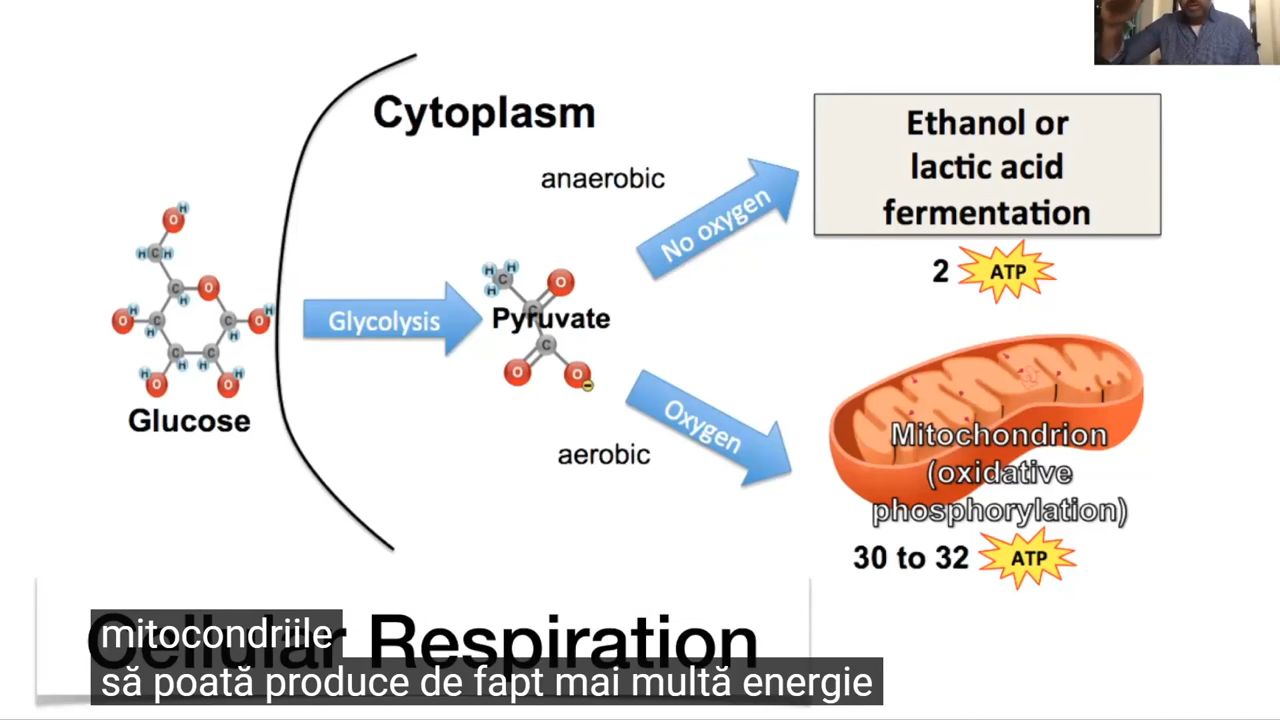 Cytoplasm
anaerobic
No oxygen
Ethanol or
lactic acid
fermentation
2 ATP
Glucose
Glycolysis
Pyruvate
Oxygen
aerobic
Mitochondrion
(oxidative
phosphorylation)
30 to 32 ATP
Cellular Respiration
mitocondriile
să poată produce de fapt mai multă energie